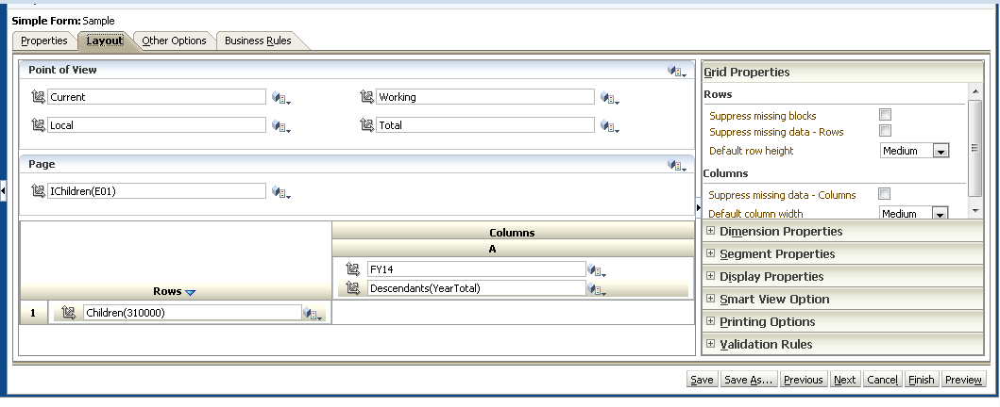 Simple Form: Sample
Properties Layout Other Options Business Rules
Point of View
Current Working
Local Total
Page
IChildren(E01)
Columns
A
FY14
Descendants(YearTotal)
Rows
1 Children(310000)
Grid Properties
Rows
Suppress missing blocks
Suppress missing data - Rows
Default row height Medium
Columns
Suppress missing data - Columns
Default column width Medium
Dimension Properties
Segment Properties
Display Properties
Smart View Option
Printing Options
Validation Rules
Save Save As... Previous Next Cancel Finish Preview